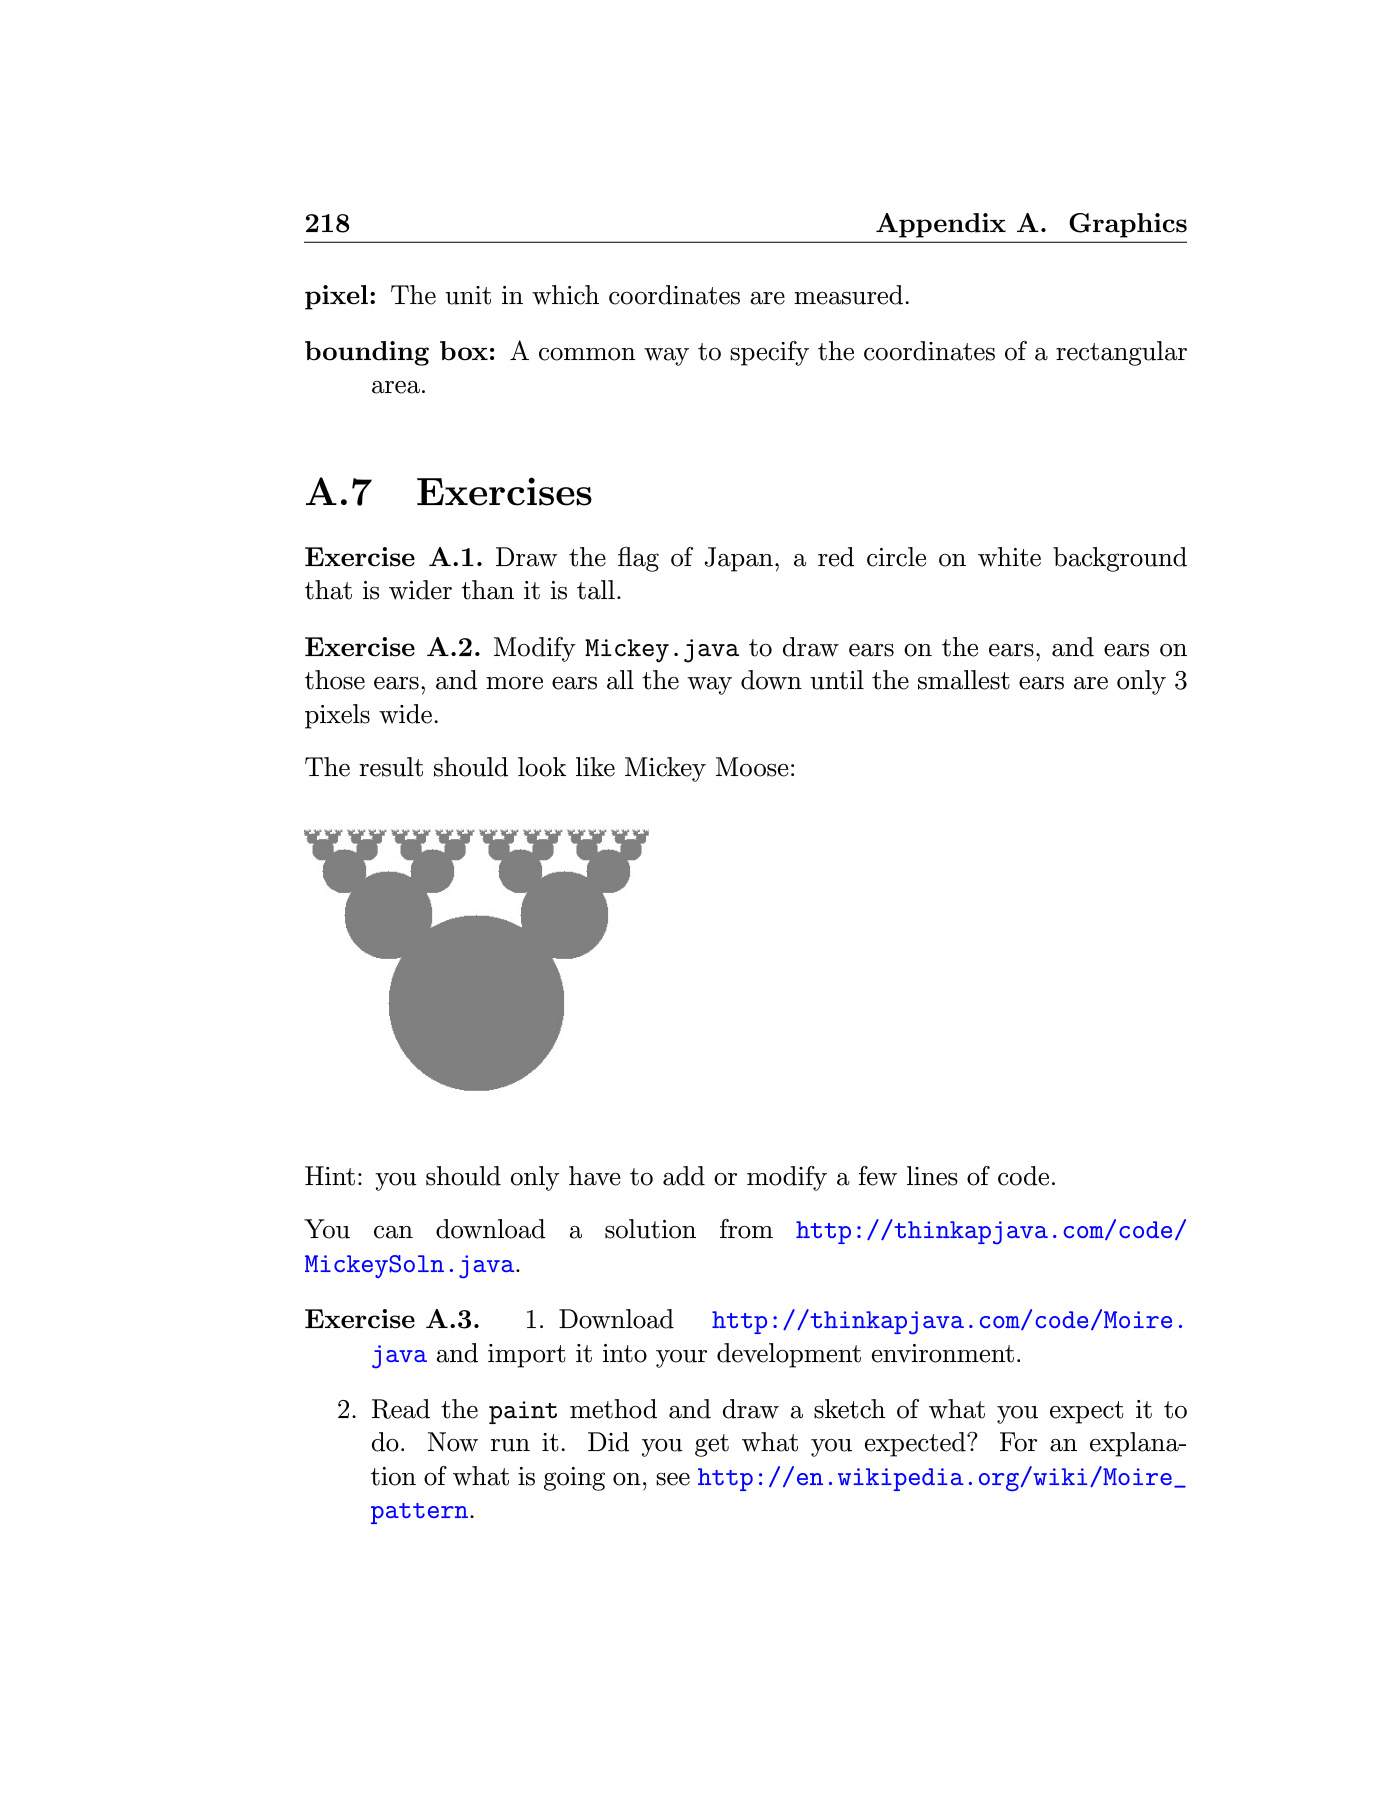 218 Appendix A. Graphics
pixel: The unit in which coordinates are measured.
bounding box: A common way to specify the coordinates of a rectangular
area.
A.7 Exercises
Exercise A.1. Draw the flag of Japan, a red circle on white background
that is wider than it is tall.
Exercise A.2. Modify Mickey.java to draw ears on the ears, and ears on
those ears, and more ears all the way down until the smallest ears are only 3
pixels wide.
The result should look like Mickey Moose:
Hint: you should only have to add or modify a few lines of code.
You can download a solution from http://thinkapjava.com/code/
MickeySoln.java.
Exercise A.3. 1. Download http://thinkapjava.com/code/Moire.
java and import it into your development environment.
2. Read the paint method and draw a sketch of what you expect it to
do. Now run it. Did you get what you expected? For an explana-
tion of what is going on, see http://en.wikipedia.org/wiki/Moire_
pattern.